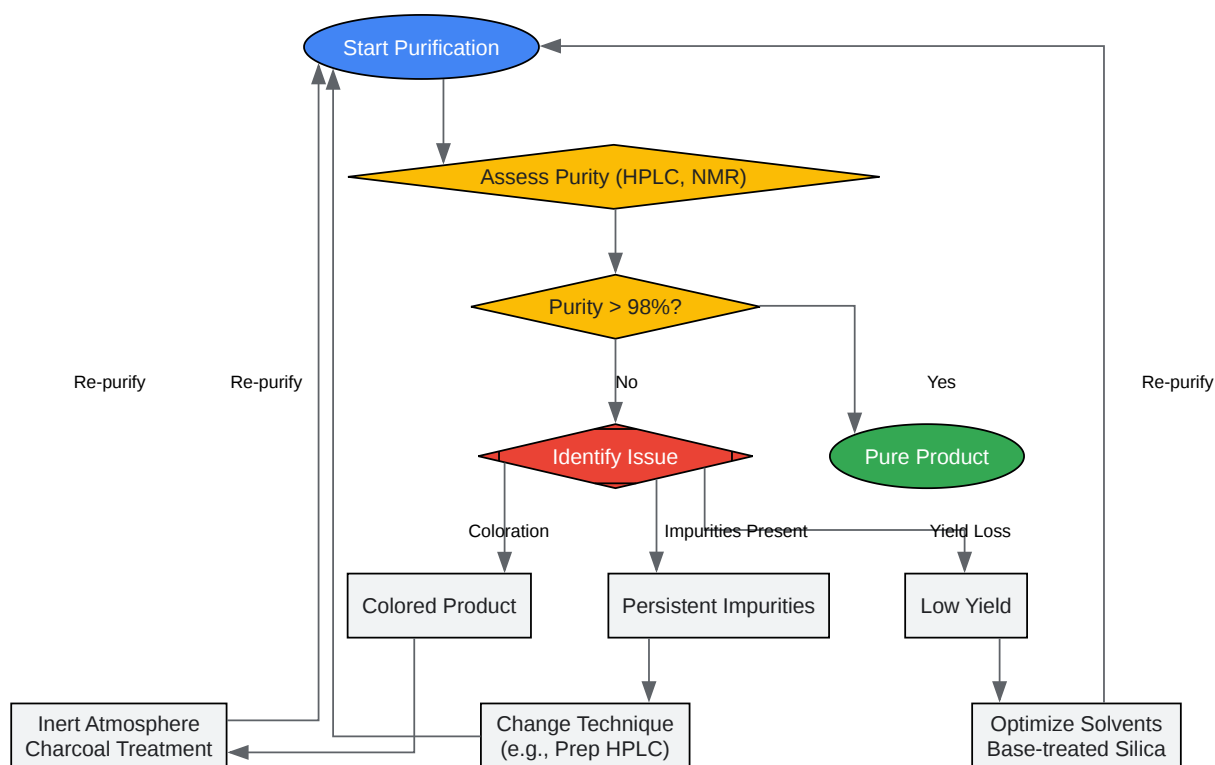 Start Purification
Assess Purity (HPLC, NMR)
Purity > 98%?
Re-purify
Re-purify
No
Yes
Re-purify
Identify Issue
Pure Product
Coloration
Impurities Present
Yield Loss
Colored Product
Persistent Impurities
Low Yield
Inert Atmosphere
Charcoal Treatment
Change Technique
(e.g., Prep HPLC)
Optimize Solvents
Base-treated Silica